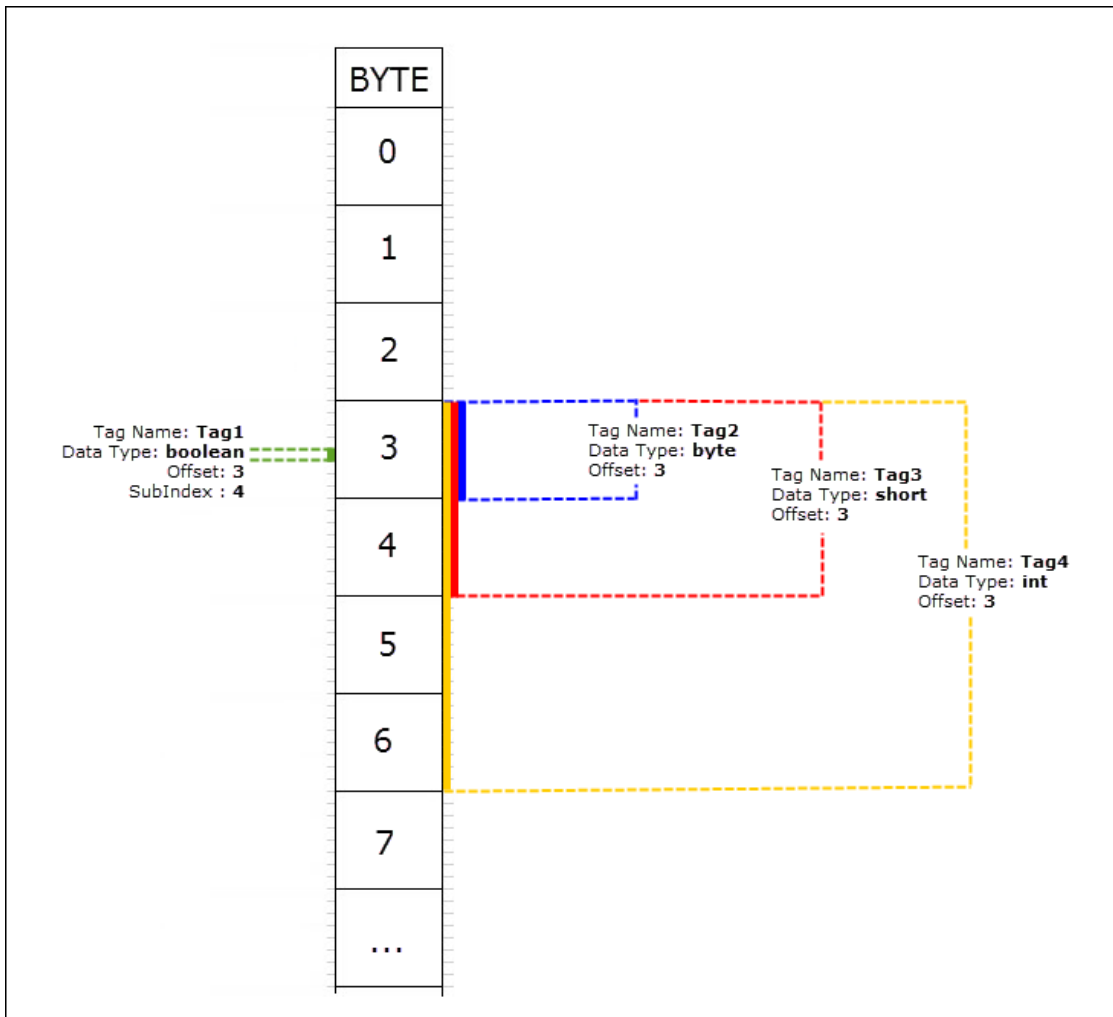 BYTE
0
1
2
3
4
5
6
7
...
Tag Name: Tag1
Data Type: boolean
Offset: 3
SubIndex : 4
Tag Name: Tag2
Data Type: byte
Offset: 3
Tag Name: Tag3
Data Type: short
Offset: 3
Tag Name: Tag4
Data Type: int
Offset: 3